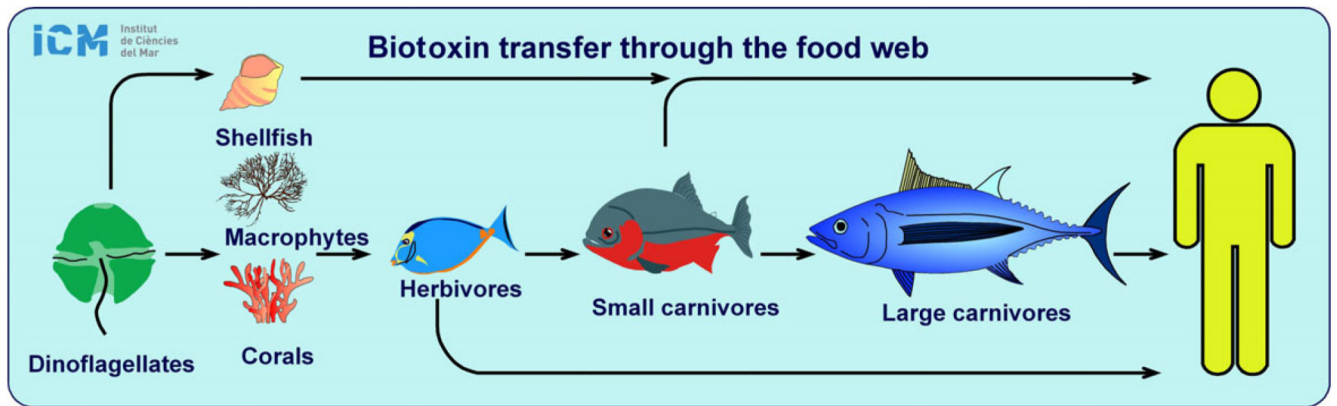 iCM
Institut
de Ciències
del Mar
Biotoxin transfer through the food web
Shellfish
Macrophytes
Herbivores
Small carnivores
Large carnivores
Corals
Dinoflagellates